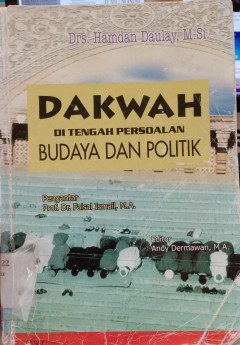 Drs. Hamdan Daulay, M.Si
DAKWAH
DI TENGAH PERSOALAN
BUDAYA DAN POLITIK
Pengantar
Prof. Dr. Faisal Ismail, M.A.
Editor
Andy Dermawan, M.A.